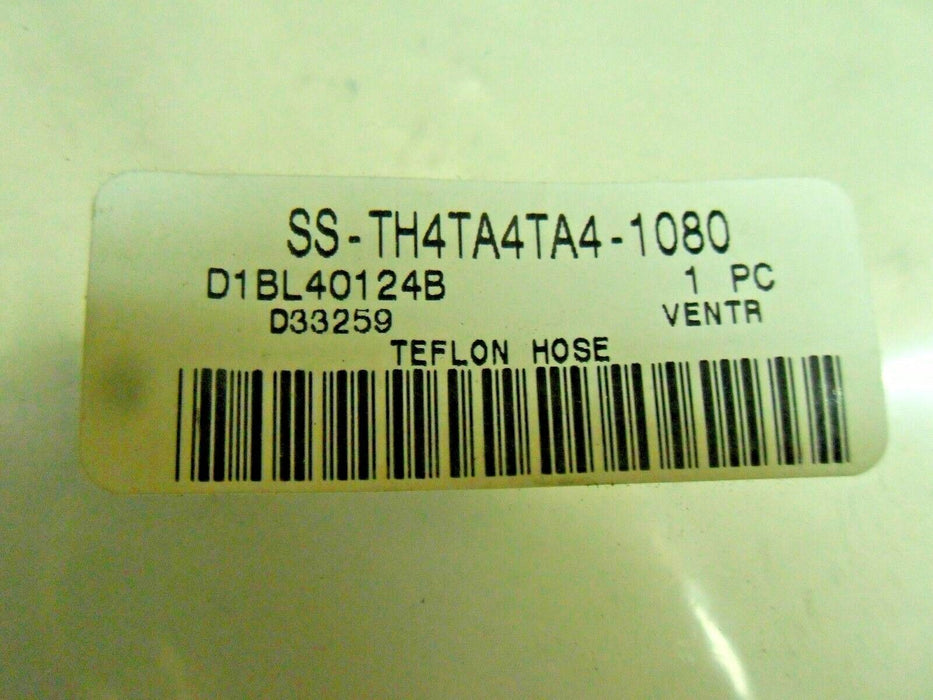 SS-TH4TA4TA4-1080
D1BL40124B 1 PC
D33259 VENTR
TEFLON HOSE